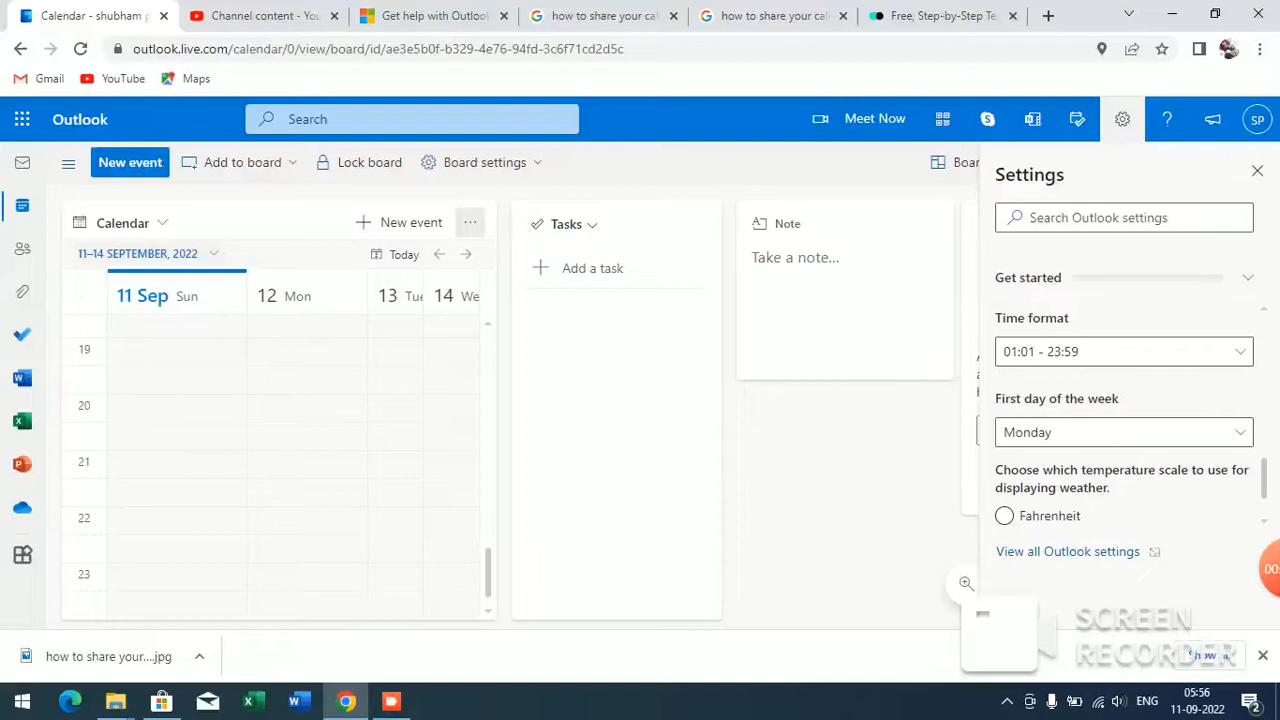 Calendar - shubham p
Channel content - You
Get help with Outlook
how to share your cal
how to share your cal
Free, Step-by-Step Te
outlook.live.com/calendar/0/view/board/id/ae3e5b0f-b329-4e76-94fd-3c6f71cd2d5c
Gmail
YouTube
Maps
Outlook
Search
Meet Now
SP
New event
Add to board
Lock board
Board settings
Boar
Settings
Search Outlook settings
Calendar
New event
Tasks
Note
11–14 SEPTEMBER, 2022
Today
Add a task
Take a note...
Get started
11 Sep Sun
12 Mon
13 Tue
14 We
Time format
01:01 - 23:59
19
20
21
22
23
First day of the week
Monday
Choose which temperature scale to use for
displaying weather.
Fahrenheit
View all Outlook settings
00:
SCREEN
RECORDER
how to share your....jpg
Show all
ENG
05:56
11-09-2022
2